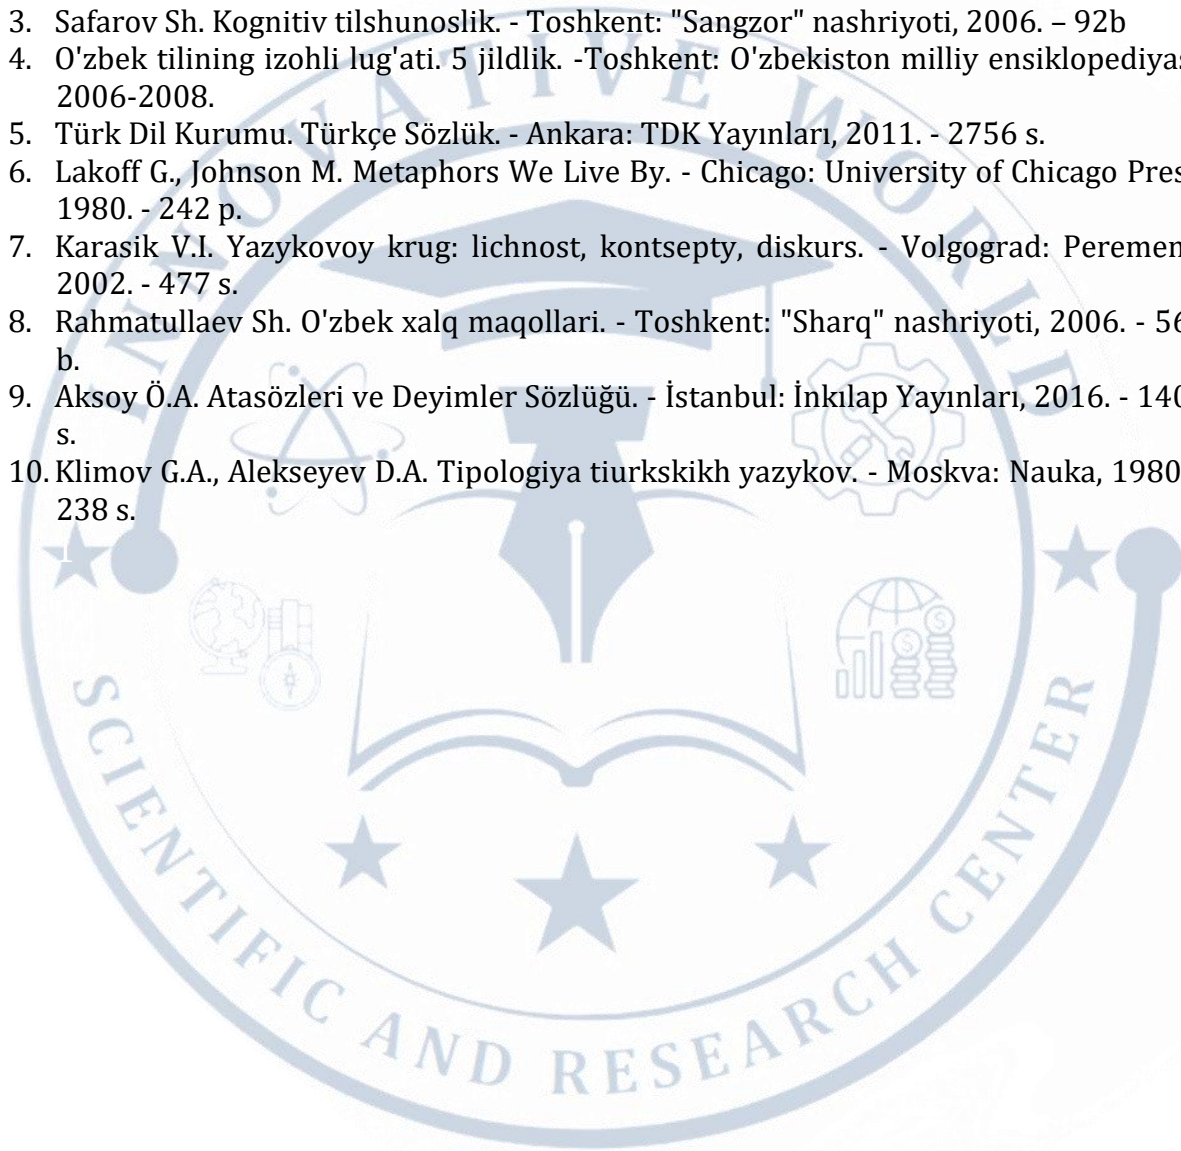 3. Safarov Sh. Kognitiv tilshunoslik. - Toshkent: "Sangzor" nashriyoti, 2006. – 92b
4. O'zbek tilining izohli lug'ati. 5 jildlik. -Toshkent: O'zbekiston milliy ensiklopediyas
2006-2008.
5. Türk Dil Kurumu. Türkçe Sözlük. - Ankara: TDK Yayınları, 2011. - 2756 s.
6. Lakoff G., Johnson M. Metaphors We Live By. - Chicago: University of Chicago Pres
1980. - 242 p.
7. Karasik V.I. Yazykovoy krug: lichnost, kontsepty, diskurs. - Volgograd: Peremen
2002. - 477 s.
8. Rahmatullaev Sh. O'zbek xalq maqollari. - Toshkent: "Sharq" nashriyoti, 2006. - 56
b.
9. Aksoy Ö.A. Atasözleri ve Deyimler Sözlüğü. - İstanbul: İnkılap Yayınları, 2016. - 140
s.
10. Klimov G.A., Alekseyev D.A. Tipologiya tiurkskikh yazykov. - Moskva: Nauka, 1980
238 s.
1
INNOVATIVE WORLD
SCIENTIFIC AND RESEARCH CENTER